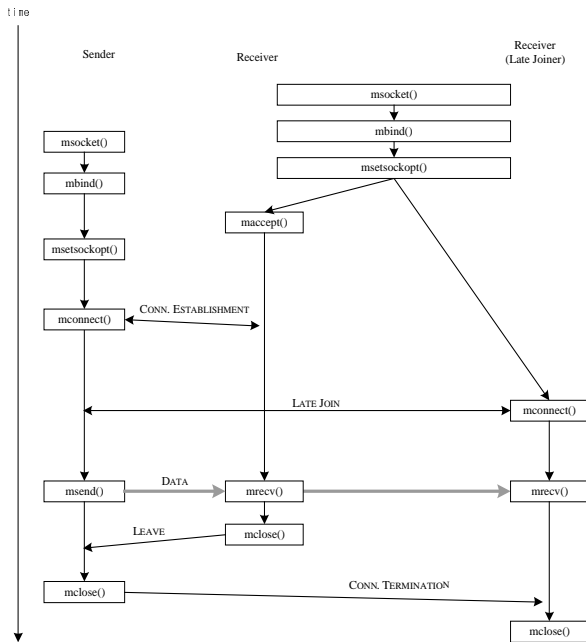 time
Sender
Receiver
Receiver
(Late Joiner)
msocket()
mbind()
msetsockopt()
msocket()
mbind()
maccept()
msetsockopt()
CONN. ESTABLISHMENT
mconnect()
LATE JOIN
mconnect()
DATA
msend()
mrecv()
mrecv()
LEAVE
mclose()
CONN. TERMINATION
mclose()
mclose()